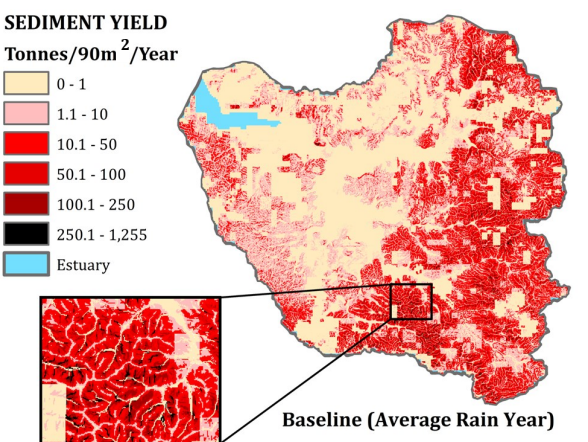 SEDIMENT YIELD
Tonnes/90m²/Year
0 - 1
1.1 - 10
10.1 - 50
50.1 - 100
100.1 - 250
250.1 - 1,255
Estuary
Baseline (Average Rain Year)